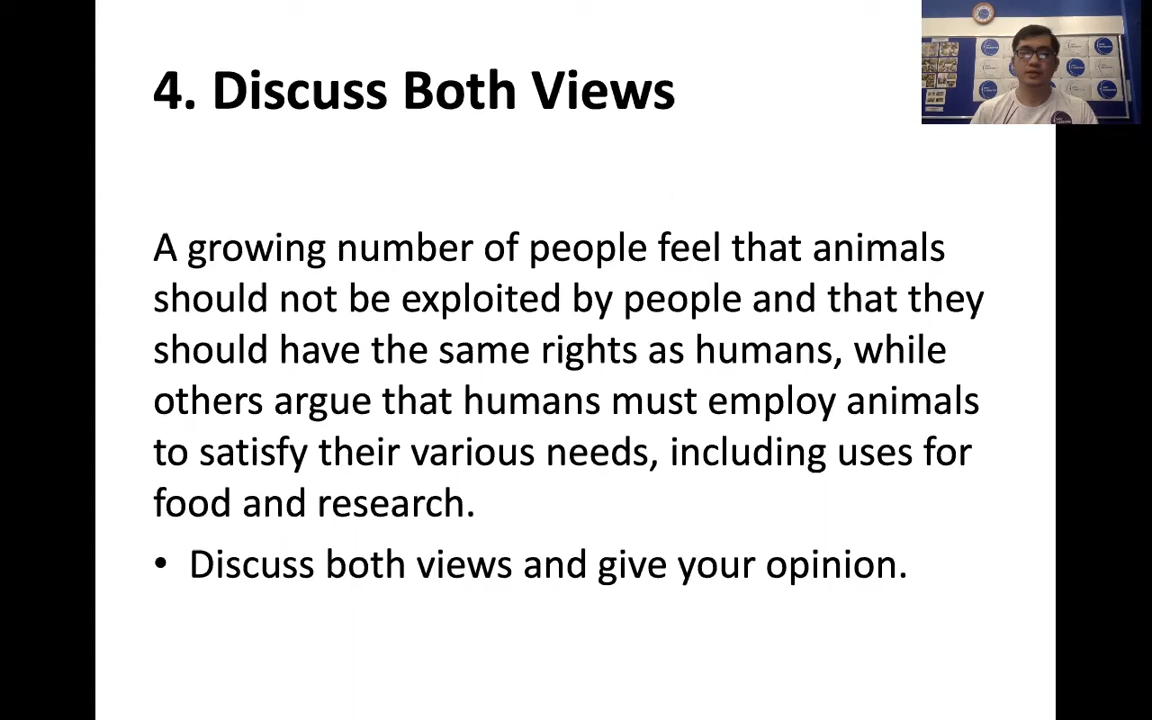 4. Discuss Both Views
A growing number of people feel that animals
should not be exploited by people and that they
should have the same rights as humans, while
others argue that humans must employ animals
to satisfy their various needs, including uses for
food and research.
• Discuss both views and give your opinion.